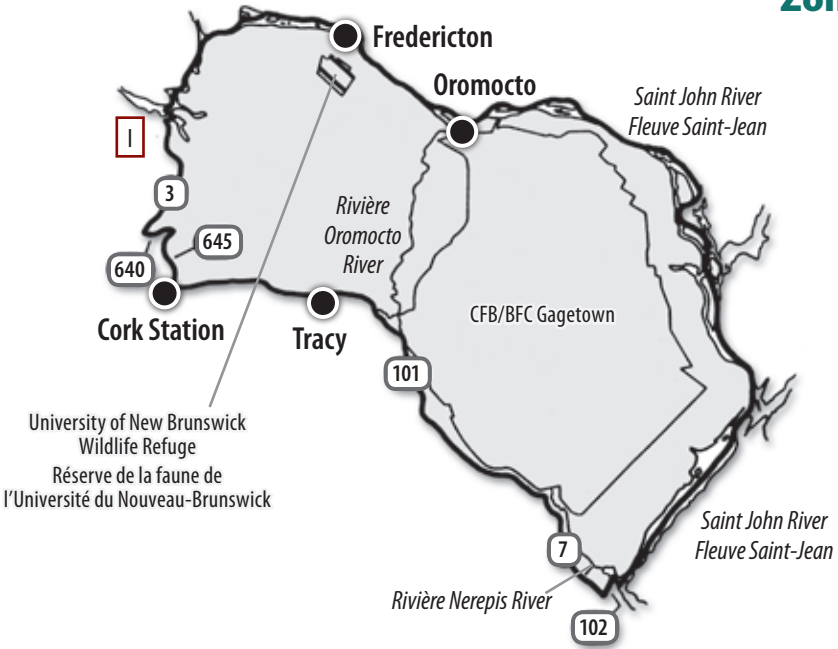 Fredericton
Oromocto
Saint John River
Fleuve Saint-Jean
I
3
Rivière
Oromocto
River
645
640
Cork Station
Tracy
CFB/BFC Gagetown
101
University of New Brunswick
Wildlife Refuge
Réserve de la faune de
l'Université du Nouveau-Brunswick
Saint John River
Fleuve Saint-Jean
7
Rivière Nerepis River
102